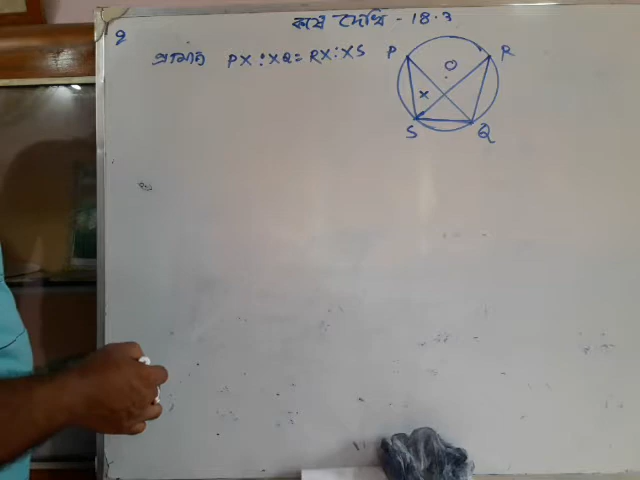 কষে দেখি - 18.3
9
প্রমাণ PX : XQ = RX : XS
P
R
O
X
S
Q